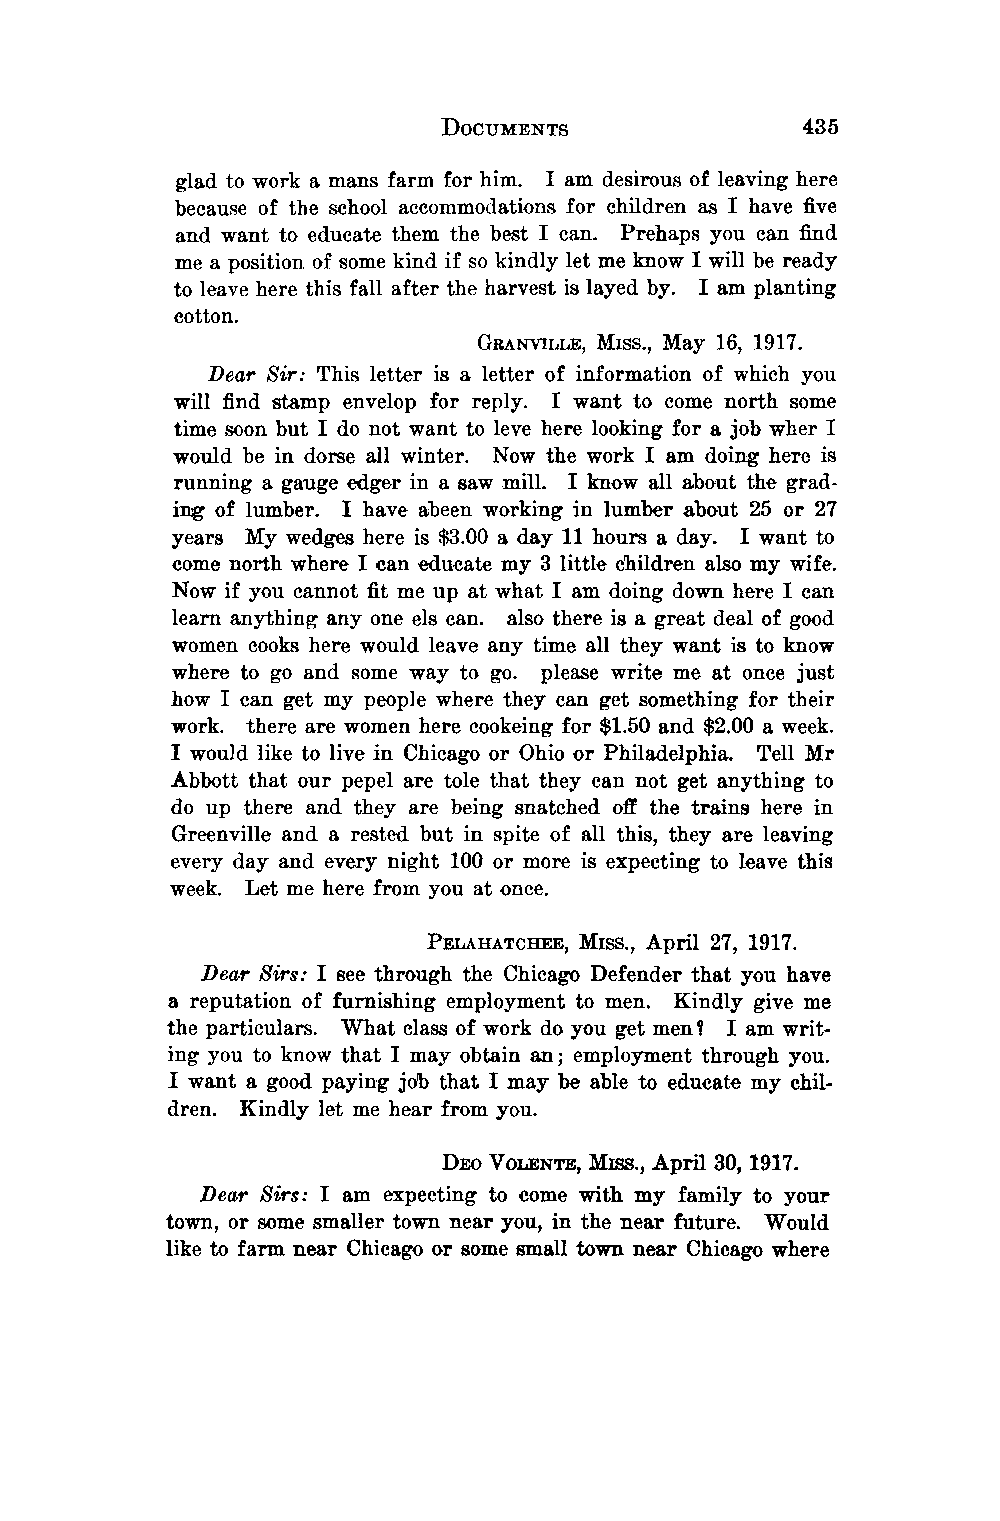 DOCUMENTS 435
glad to work a mans farm for him. I am desirous of leaving here
because of the school accommodations for children as I have five
and want to educate them the best I can. Prehaps you can find
me a position of some kind if so kindly let me know I will be ready
to leave here this fall after the harvest is layed by. I am planting
cotton.
GRANVILLE, MISS., May 16, 1917.
Dear Sir: This letter is a letter of information of which you
will find stamp envelop for reply. I want to come north some
time soon but I do not want to leve here looking for a job wher I
would be in dorse all winter. Now the work I am doing here is
running a gauge edger in a saw mill. I know all about the grad-
ing of lumber. I have abeen working in lumber about 25 or 27
years My wedges here is $3.00 a day 11 hours a day. I want to
come north where I can educate my 3 little children also my wife.
Now if you cannot fit me up at what I am doing down here I can
learn anything any one els can. also there is a great deal of good
women cooks here would leave any time all they want is to know
where to go and some way to go. please write me at once just
how I can get my people where they can get something for their
work. there are women here cookeing for $1.50 and $2.00 a week.
I would like to live in Chicago or Ohio or Philadelphia. Tell Mr
Abbott that our pepel are tole that they can not get anything to
do up there and they are being snatched off the trains here in
Greenville and a rested but in spite of all this, they are leaving
every day and every night 100 or more is expecting to leave this
week. Let me here from you at once.
PELAHATCHEE, MISS., April 27, 1917.
Dear Sirs: I see through the Chicago Defender that you have
a reputation of furnishing employment to men. Kindly give me
the particulars. What class of work do you get men? I am writ-
ing you to know that I may obtain an; employment through you.
I want a good paying job that I may be able to educate my chil-
dren. Kindly let me hear from you.
DEO VOLENTE, MISS., April 30, 1917.
Dear Sirs: I am expecting to come with my family to your
town, or some smaller town near you, in the near future. Would
like to farm near Chicago or some small town near Chicago where